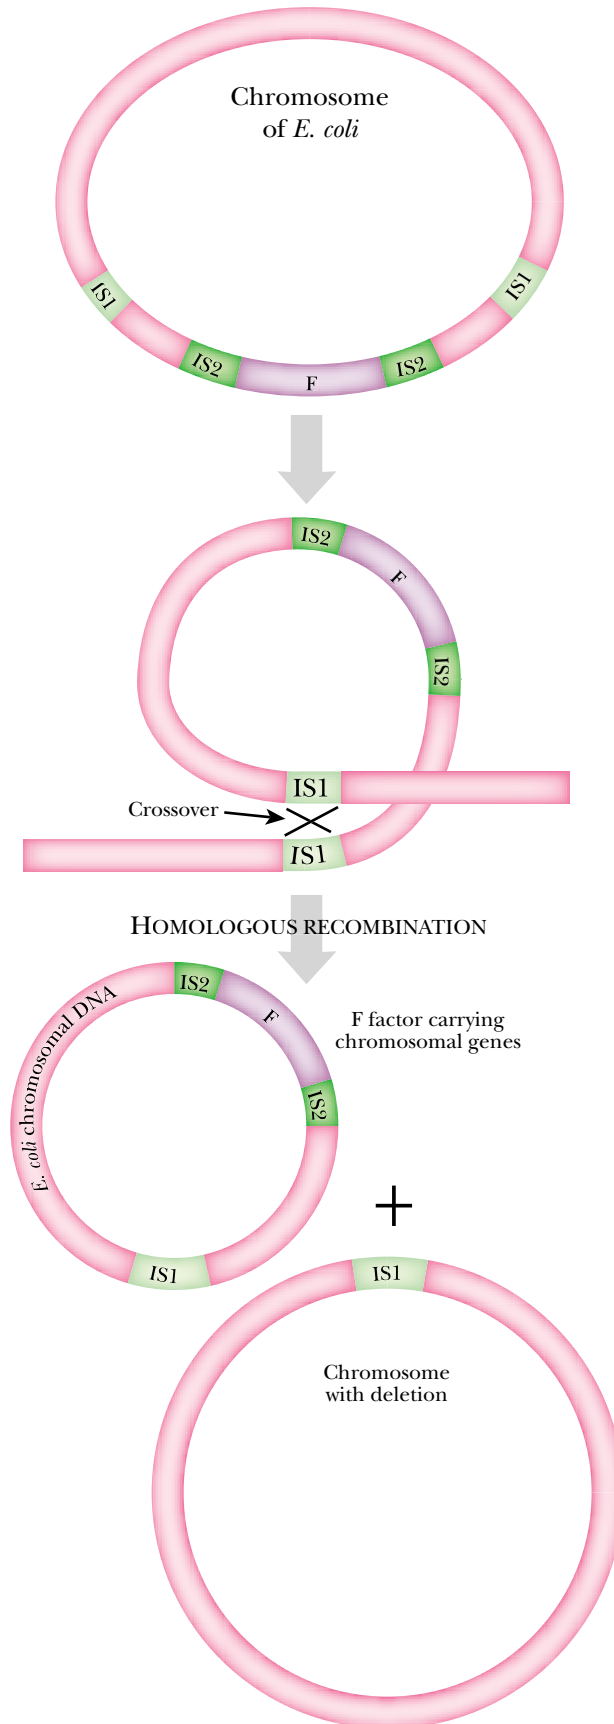 Chromosome
of E. coli
IS1
IS2
F
IS2
IS1
IS2
F
IS2
IS1
Crossover
IS1
HOMOLOGOUS RECOMBINATION
E. coli chromosomal DNA
IS2
F
IS2
IS1
F factor carrying
chromosomal genes
+
IS1
Chromosome
with deletion